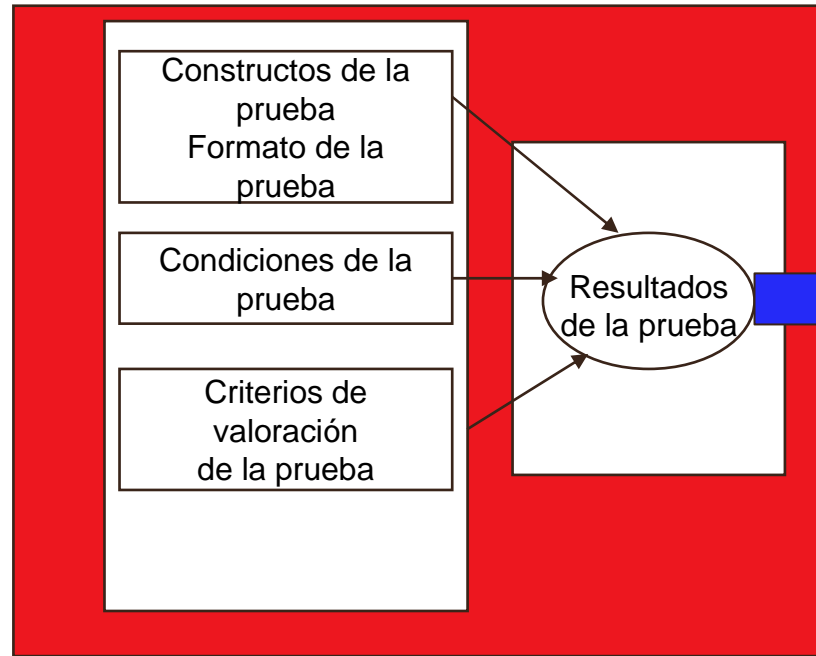 Constructos de la
prueba
Formato de la
prueba
Condiciones de la
prueba
Criterios de
valoración
de la prueba
Resultados
de la prueba